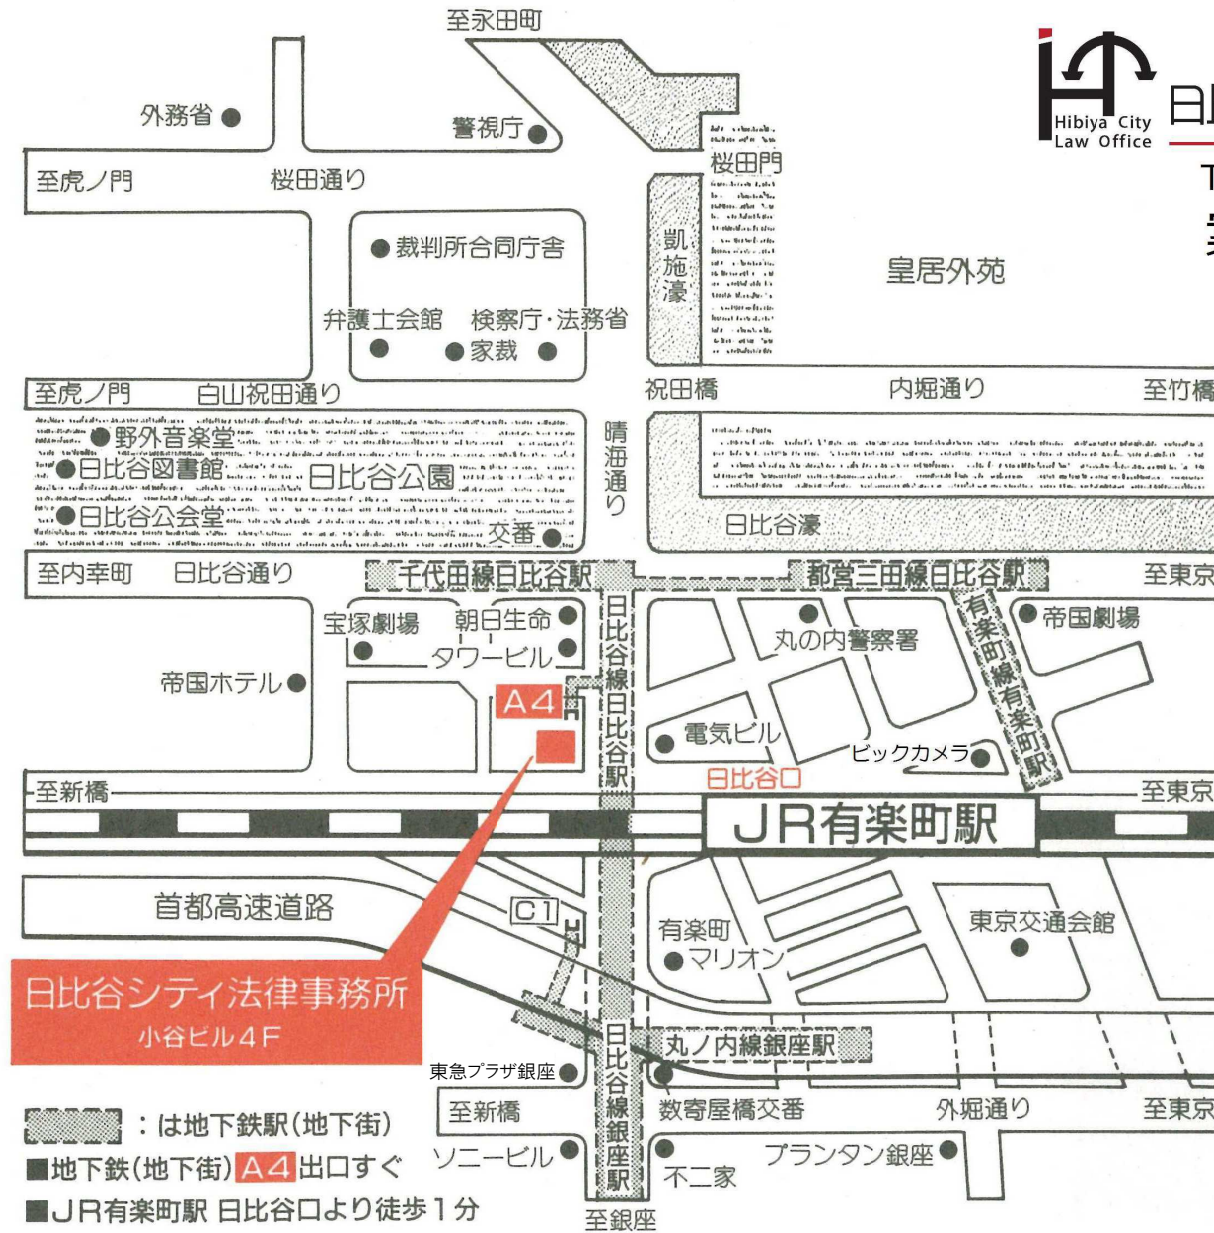 至永田町
外務省
警視庁
Hibiya City
Law Office
至虎ノ門
桜田通り
桜田門
裁判所合同庁舎
凱施濠
皇居外苑
弁護士会館
検察庁・法務省
家裁
至虎ノ門
白山祝田通り
祝田橋
内堀通り
至竹橋
野外音楽堂
日比谷図書館
日比谷公園
晴海通り
日比谷公会堂
交番
日比谷濠
至内幸町
日比谷通り
千代田線日比谷駅
都営三田線日比谷駅
至東京
宝塚劇場
朝日生命
タワービル
日比谷線日比谷駅
丸の内警察署
有楽町線有楽町駅
帝国劇場
帝国ホテル
A4
電気ビル
ビックカメラ
日比谷口
至新橋
至東京
JR有楽町駅
首都高速道路
C1
有楽町
マリオン
東京交通会館
日比谷シティ法律事務所
小谷ビル4F
日比谷線銀座駅
丸ノ内線銀座駅
東急プラザ銀座
至新橋
数寄屋橋交番
外堀通り
至東京
ソニービル
不二家
プランタン銀座
至銀座
：は地下鉄駅(地下街)
■地下鉄(地下街)A4出口すぐ
■JR有楽町駅 日比谷口より徒歩1分